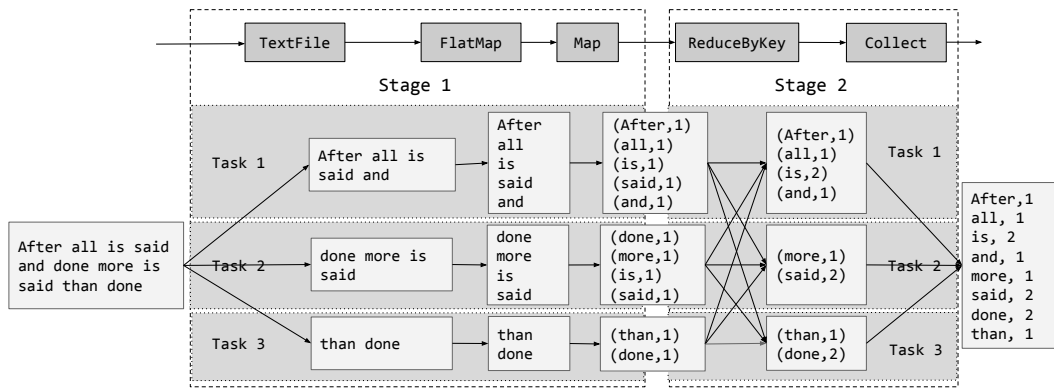 TextFile
FlatMap
Map
ReduceByKey
Collect
Stage 1
Stage 2
After all is said
and done more is
said than done
Task 1
After all is
said and
After
all
is
said
and
(After,1)
(all,1)
(is,1)
(said,1)
(and,1)
(After,1)
(all,1)
(is,2)
(and,1)
Task 1
Task 2
done more is
said
done
more
is
said
(done,1)
(more,1)
(is,1)
(said,1)
(more,1)
(said,2)
Task 2
Task 3
than done
than
done
(than,1)
(done,1)
(than,1)
(done,2)
Task 3
After,1
all, 1
is, 2
and, 1
more, 1
said, 2
done, 2
than, 1